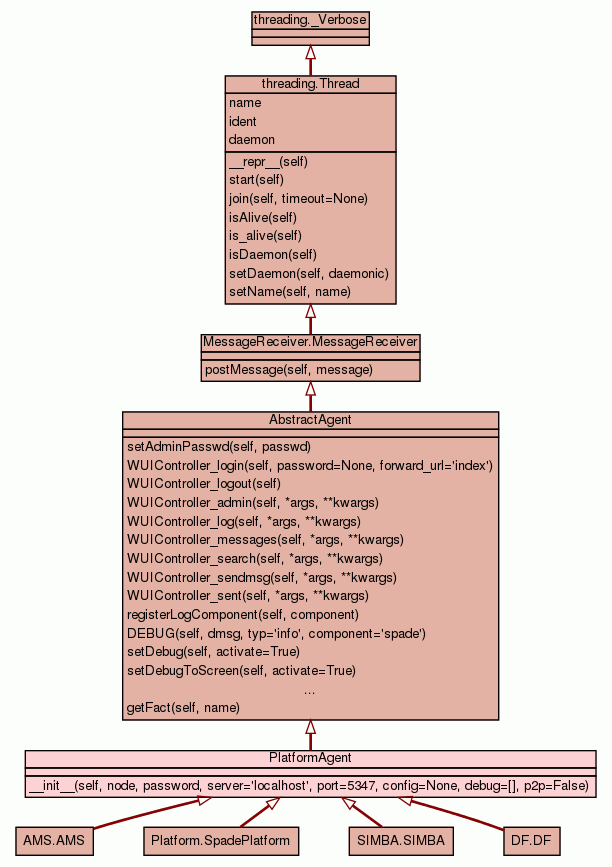 threading._Verbose
threading.Thread
name
ident
daemon
__repr__(self)
start(self)
join(self, timeout=None)
isAlive(self)
is_alive(self)
isDaemon(self)
setDaemon(self, daemonic)
setName(self, name)
MessageReceiver.MessageReceiver
postMessage(self, message)
AbstractAgent
setAdminPasswd(self, passwd)
WUIController_login(self, password=None, forward_url='index')
WUIController_logout(self)
WUIController_admin(self, *args, **kwargs)
WUIController_log(self, *args, **kwargs)
WUIController_messages(self, *args, **kwargs)
WUIController_search(self, *args, **kwargs)
WUIController_sendmsg(self, *args, **kwargs)
WUIController_sent(self, *args, **kwargs)
registerLogComponent(self, component)
DEBUG(self, dmsg, typ='info', component='spade')
setDebug(self, activate=True)
setDebugToScreen(self, activate=True)
...
getFact(self, name)
PlatformAgent
__init__(self, node, password, server='localhost', port=5347, config=None, debug=[], p2p=False)
AMS.AMS
Platform.SpadePlatform
SIMBA.SIMBA
DF.DF